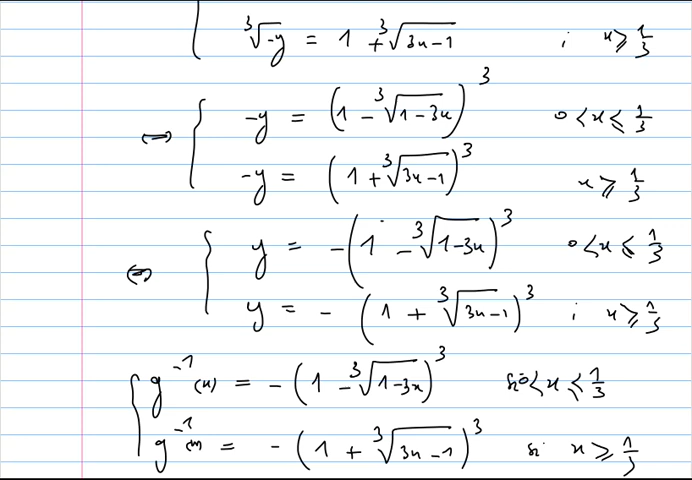 ∛(-y) = 1 + ∛(3x-1) ; x ≥ 1/3
⇔ { -y = (1 - ∛(1-3x))³ 0 < x ≤ 1/3
-y = (1 + ∛(3x-1))³ x ≥ 1/3
⇔ { y = -(1 - ∛(1-3x))³ 0 < x ≤ 1/3
y = - (1 + ∛(3x-1))³ ; x ≥ 1/3
{ g⁻¹(x) = - (1 - ∛(1-3x))³ si 0 < x ≤ 1/3
g⁻¹(x) = - (1 + ∛(3x-1))³ si x ≥ 1/3